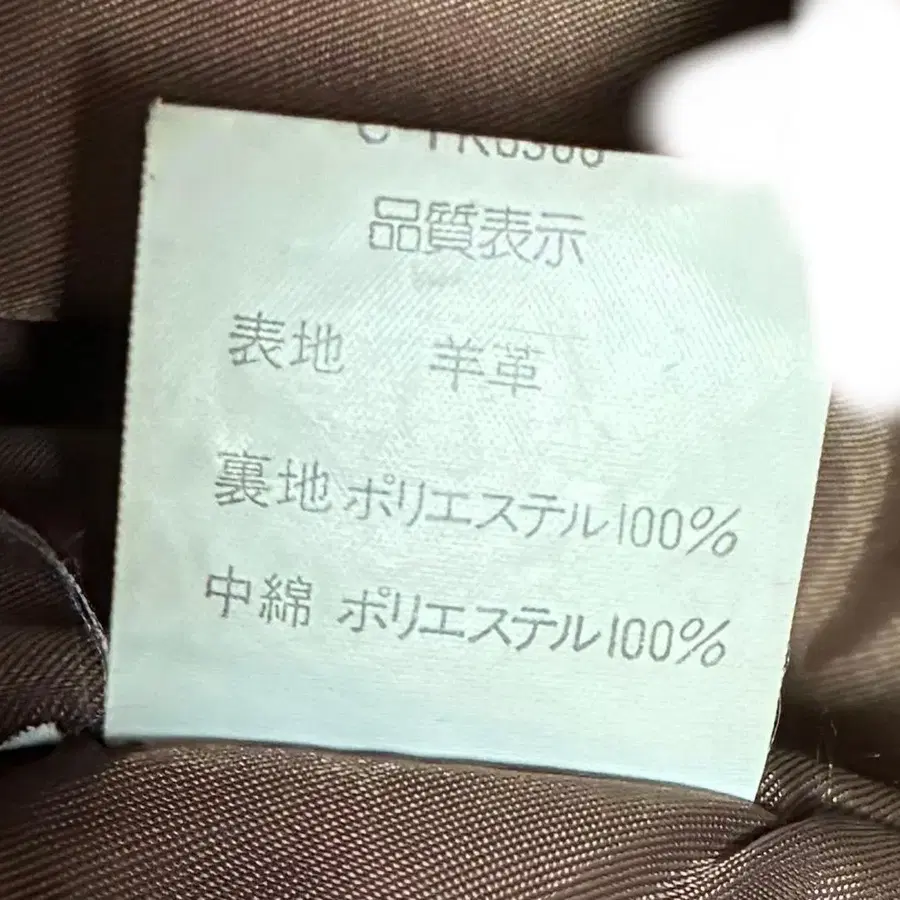 品質表示
表地 羊革
裏地 ポリエステル100%
中綿 ポリエステル100%